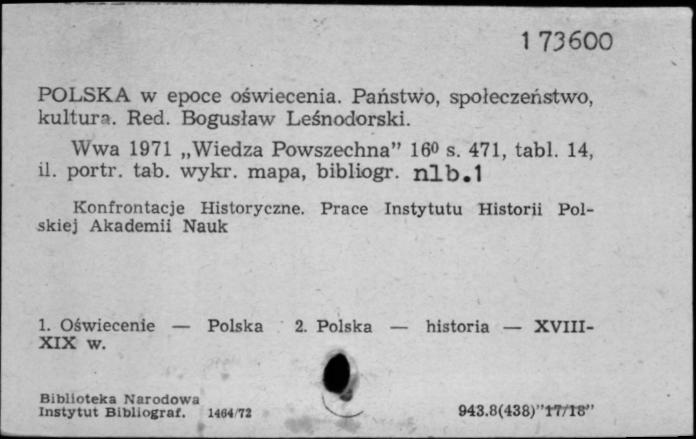 173600
POLSKA w epoce oświecenia. Państwo, społeczeństwo,
kultura. Red. Bogusław Leśnodorski.
Wwa 1971 „Wiedza Powszechna” 16⁰ s. 471, tabl. 14,
il. portr. tab. wykr. mapa, bibliogr. nlb.1
Konfrontacje Historyczne. Prace Instytutu Historii Pol-
skiej Akademii Nauk
1. Oświecenie — Polska 2. Polska — historia — XVIII-
XIX w.
Biblioteka Narodowa
Instytut Bibliograf. 1464/72 943.8(438)"17/18"